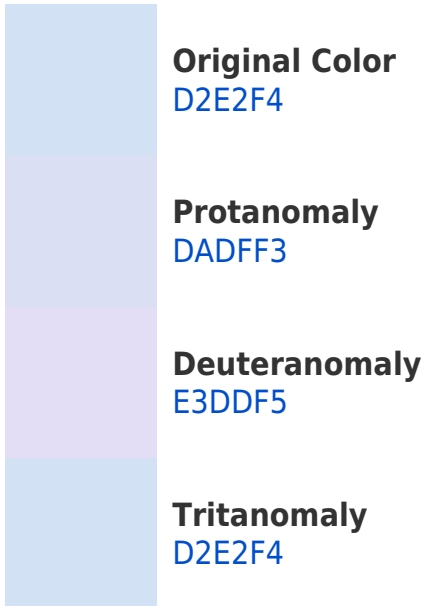 Original Color
D2E2F4
Protanomaly
DADFF3
Deuteranomaly
E3DDF5
Tritanomaly
D2E2F4